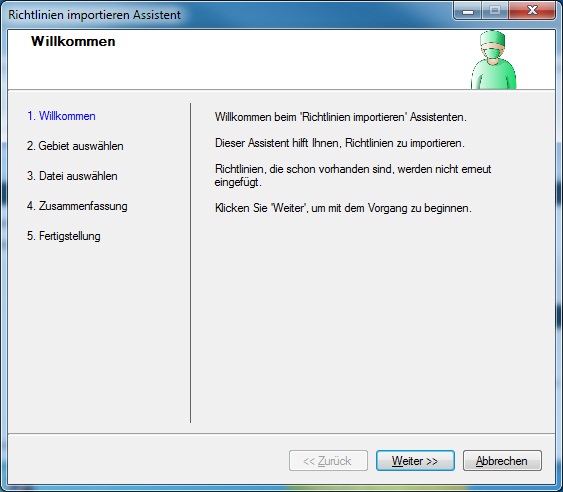 Richtlinien importieren Assistent
Willkommen
1. Willkommen
2. Gebiet auswählen
3. Datei auswählen
4. Zusammenfassung
5. Fertigstellung
Willkommen beim 'Richtlinien importieren' Assistenten.
Dieser Assistent hilft Ihnen, Richtlinien zu importieren.
Richtlinien, die schon vorhanden sind, werden nicht erneut
eingefügt.
Klicken Sie 'Weiter', um mit dem Vorgang zu beginnen.
<< Zurück
Weiter >>
Abbrechen